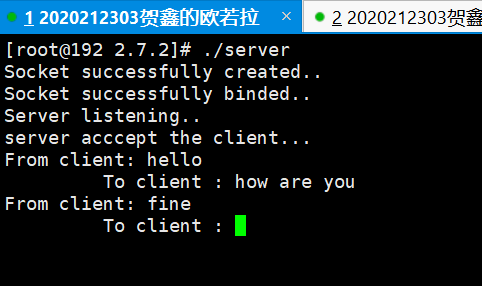 1 2020212303贺鑫的欧若拉 × 2 2020212303贺鑫
[root@192 2.7.2]# ./server
Socket successfully created..
Socket successfully binded..
Server listening..
server acccept the client...
From client: hello
To client : how are you
From client: fine
To client :